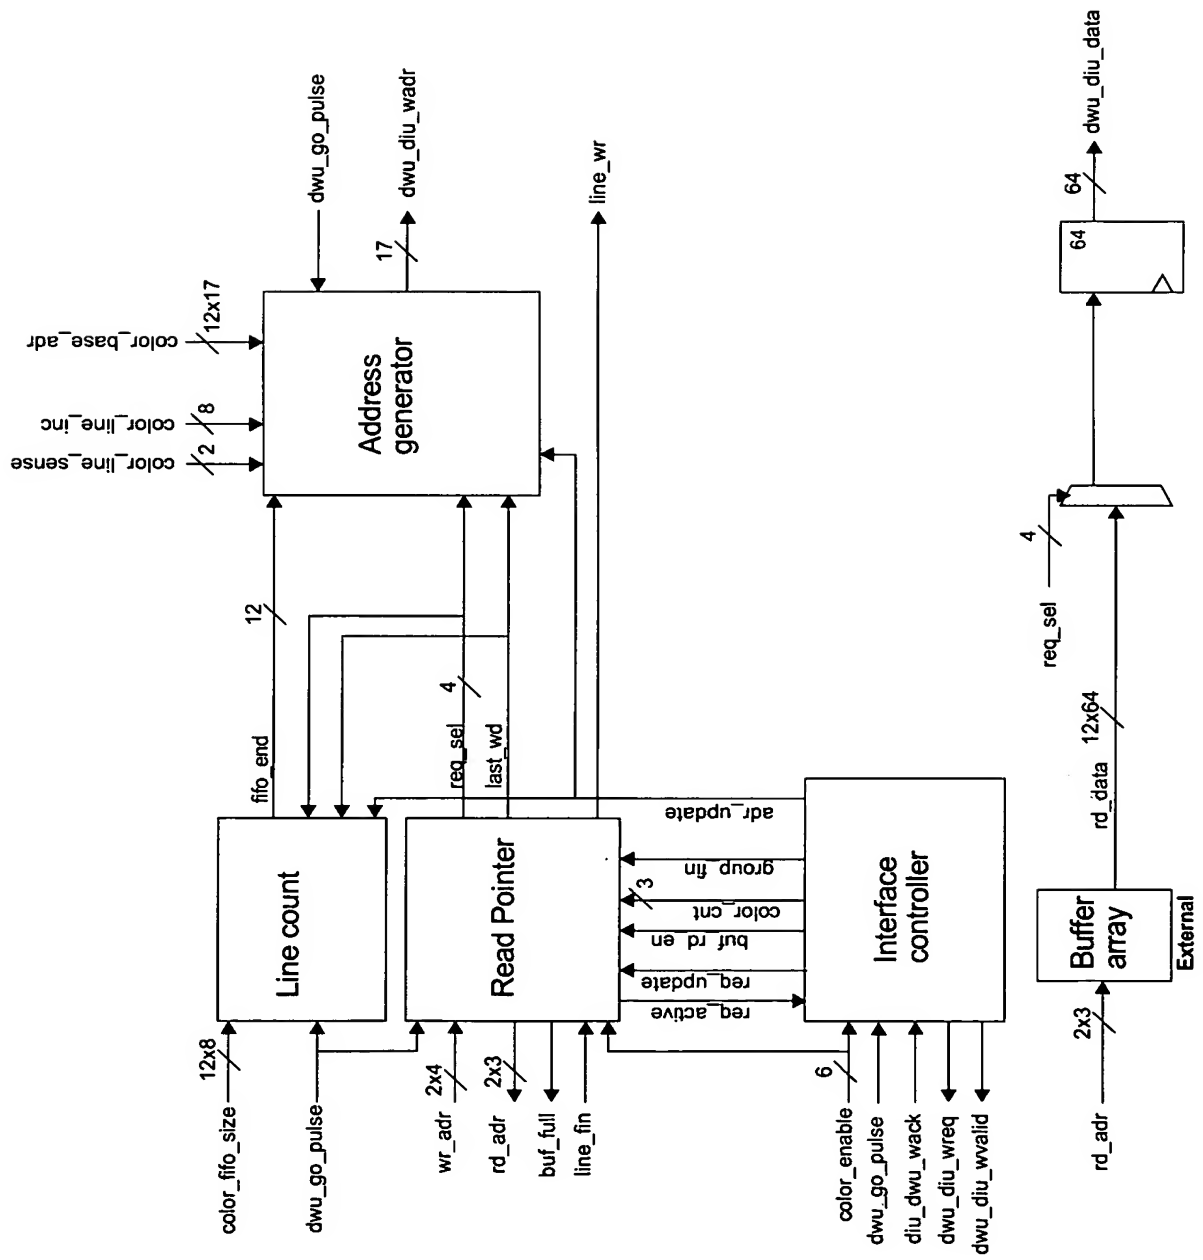 color_fifo_size
12x8
dwu_go_pulse
wr_adr
2x4
rd_adr
2x3
buf_full
line_fin
color_enable
6
dwu_go_pulse
diu_dwu_wack
dwu_diu_wreq
dwu_diu_wvalid
Line count
Read Pointer
Interface
controller
req_active
req_update
buf_rd_en
color_cnt
3
group_fin
adr_update
fifo_end
12
req_sel
4
last_wd
color_line_sense
2
color_line_inc
8
color_base_adr
12x17
Address
generator
dwu_go_pulse
17
dwu_diu_wadr
line_wr
rd_adr
2x3
Buffer
array
External
rd_data
12x64
req_sel
4
64
64
dwu_diu_data